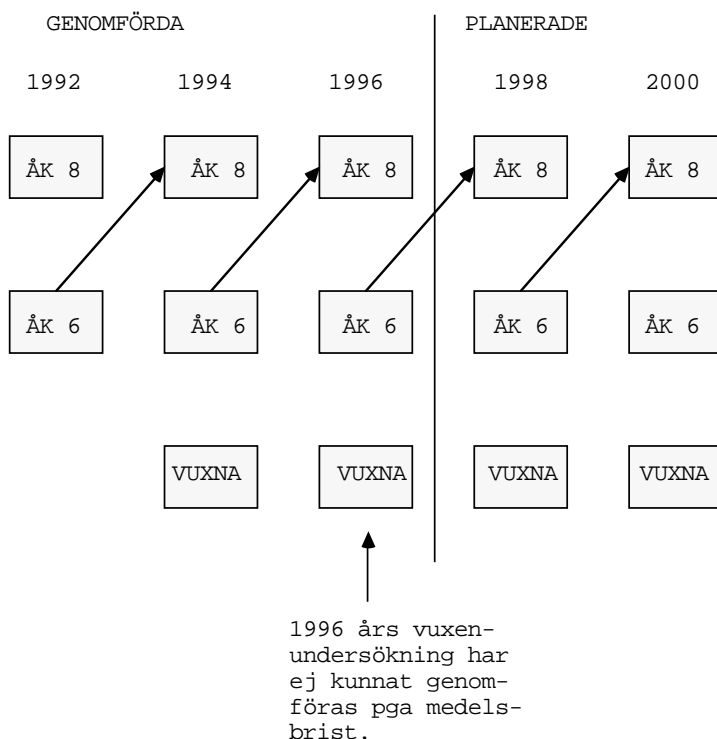 GENOMFÖRDA PLANERADE
1992 1994 1996 1998 2000
ÅK 8 ÅK 8 ÅK 8 ÅK 8 ÅK 8
ÅK 6 ÅK 6 ÅK 6 ÅK 6 ÅK 6
VUXNA VUXNA VUXNA VUXNA
1996 års vuxen-
undersökning har
ej kunnat genom-
föras pga medels-
brist.